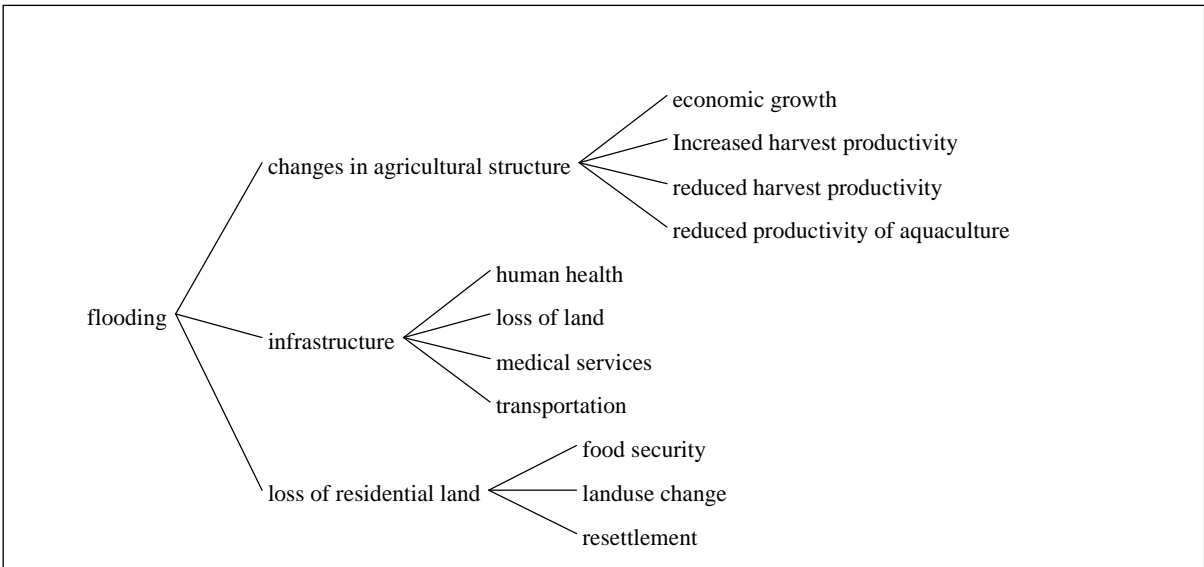 economic growth
Increased harvest productivity
changes in agricultural structure
reduced harvest productivity
reduced productivity of aquaculture
human health
flooding
loss of land
infrastructure
medical services
transportation
food security
loss of residential land
landuse change
resettlement